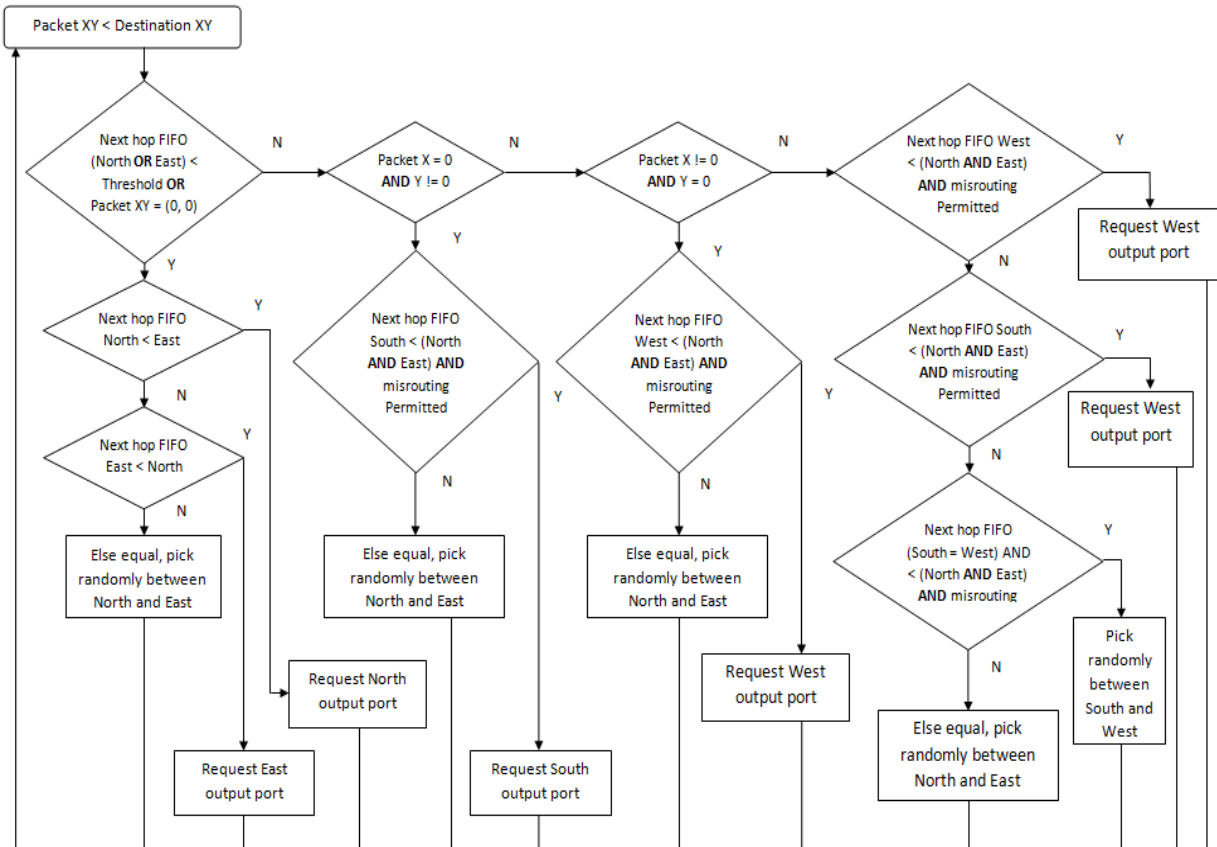 Packet XY < Destination XY
Next hop FIFO
(North OR East) <
Threshold OR
Packet XY = (0, 0)
N
Packet X = 0
AND Y != 0
N
Packet X != 0
AND Y = 0
N
Next hop FIFO West
< (North AND East)
AND misrouting
Permitted
Y
Request West
output port
Y
Y
Y
N
Next hop FIFO
North < East
Y
Next hop FIFO
South < (North
AND East) AND
misrouting
Permitted
Y
Next hop FIFO
West < (North
AND East) AND
misrouting
Permitted
Y
Next hop FIFO South
< (North AND East)
AND misrouting
Permitted
Y
Request West
output port
N
Next hop FIFO
East < North
Y
N
N
N
N
Else equal, pick
randomly between
North and East
Else equal, pick
randomly between
North and East
Else equal, pick
randomly between
North and East
Next hop FIFO
(South = West) AND
< (North AND East)
AND misrouting
Y
Pick
randomly
between
South and
West
N
Request North
output port
Request West
output port
Else equal, pick
randomly between
North and East
Request East
output port
Request South
output port